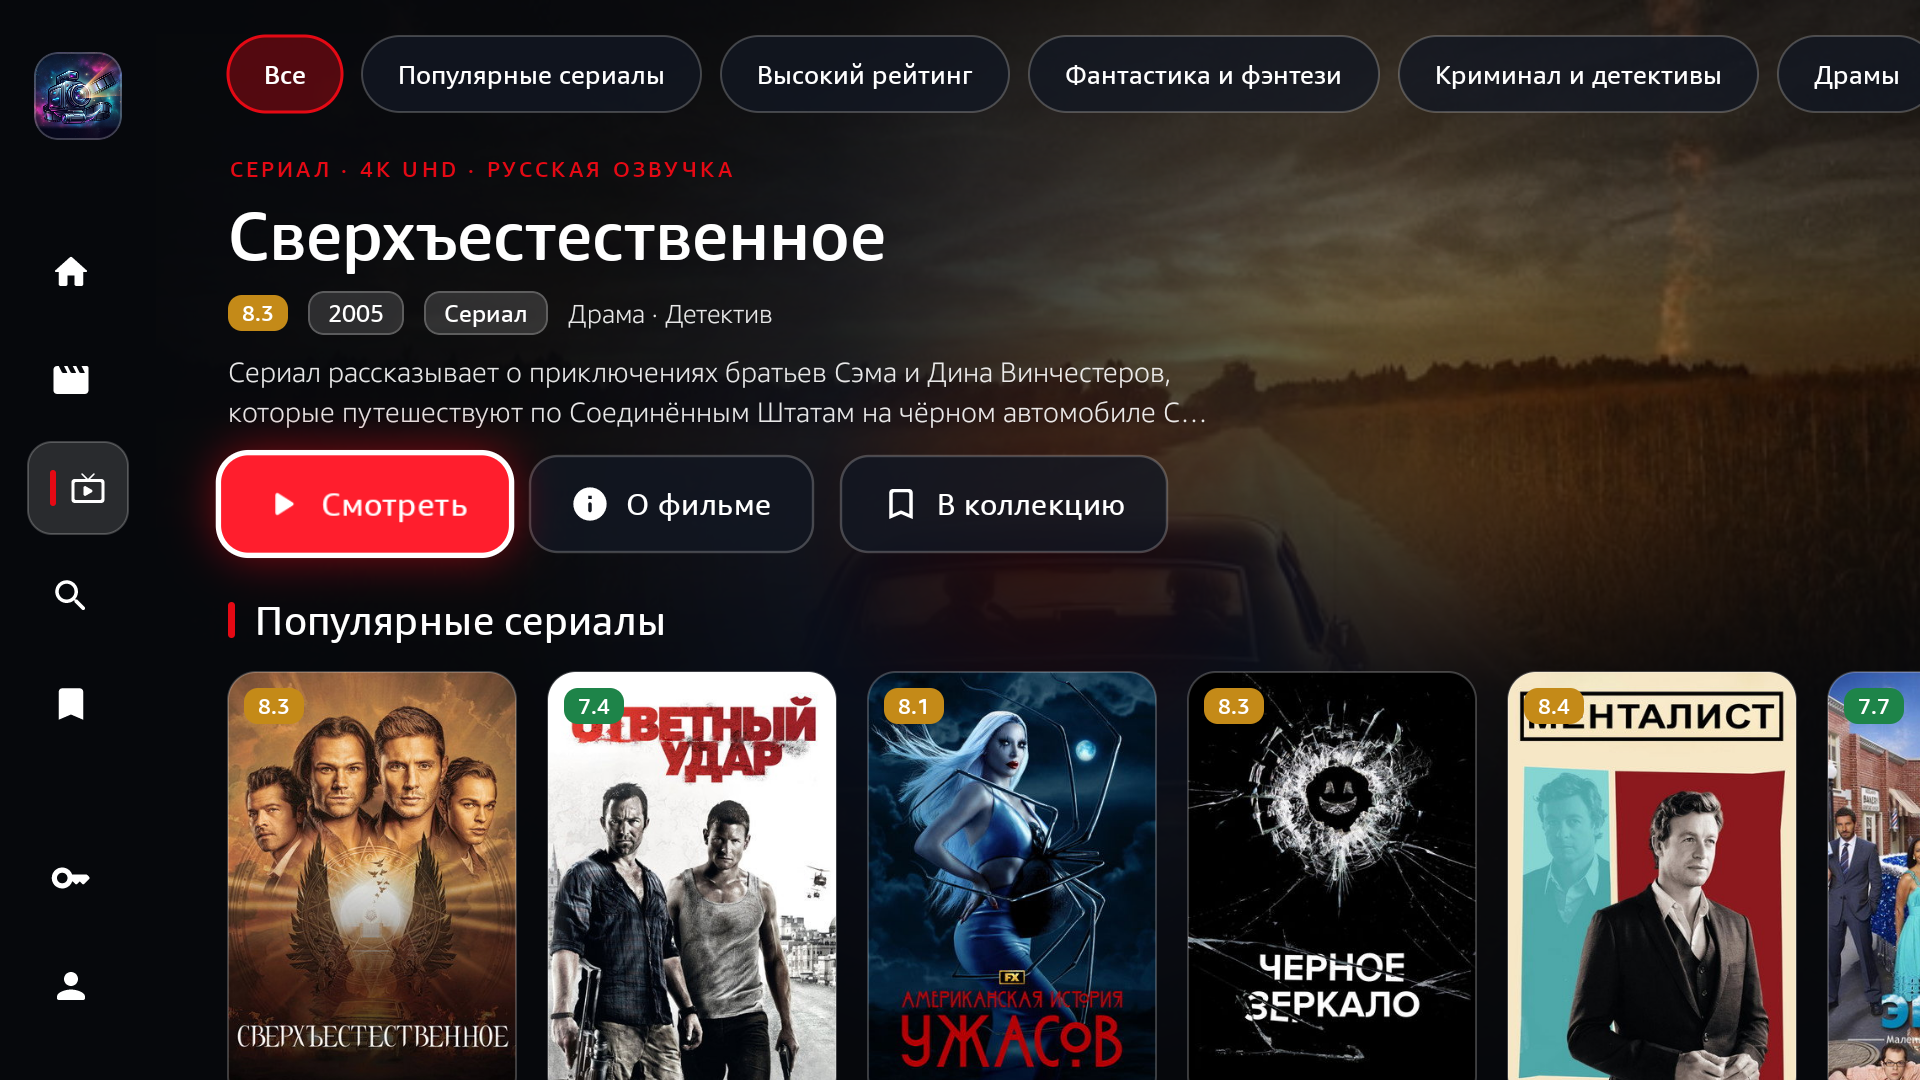 Все
Популярные сериалы
Высокий рейтинг
Фантастика и фэнтези
Криминал и детективы
Драмы
СЕРИАЛ · 4K UHD · РУССКАЯ ОЗВУЧКА
Сверхъестественное
8.3
2005
Сериал
Драма · Детектив
Сериал рассказывает о приключениях братьев Сэма и Дина Винчестеров,
которые путешествуют по Соединённым Штатам на чёрном автомобиле С...
Смотреть
О фильме
В коллекцию
Популярные сериалы
8.3
СВЕРХЪЕСТЕСТВЕННОЕ
7.4
ОТВЕТНЫЙ
УДАР
8.1
FX
АМЕРИКАНСКАЯ ИСТОРИЯ
УЖАСОВ
8.3
ЧЕРНОЕ
ЗЕРКАЛО
8.4
МЕНТАЛИСТ
7.7